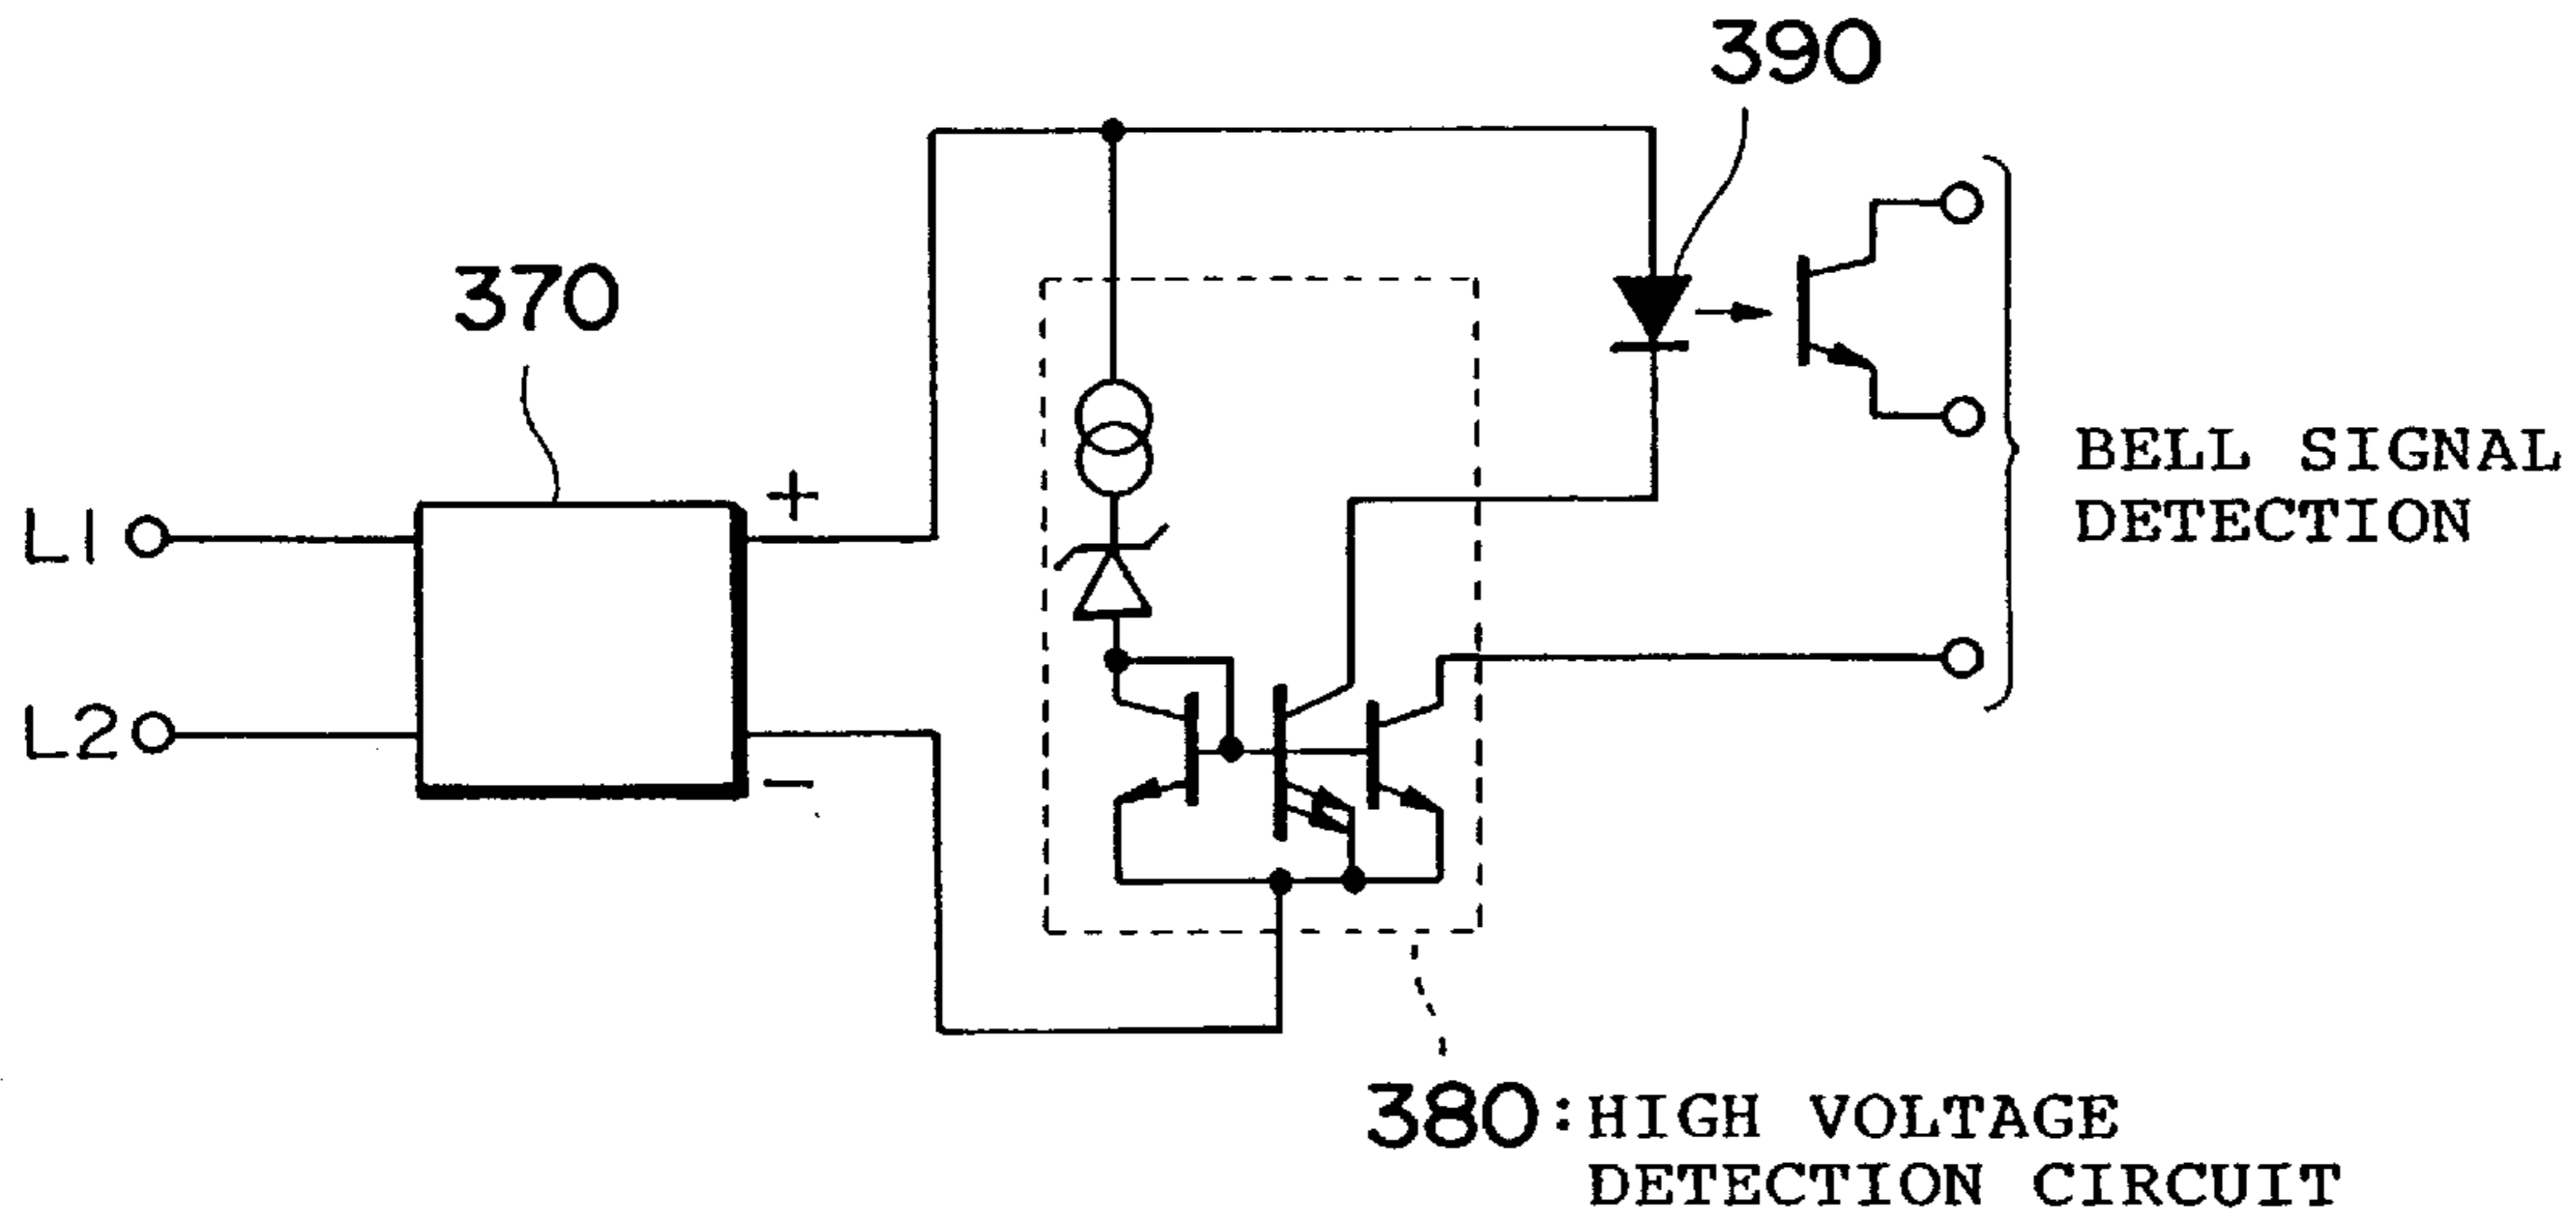 390
370
+
L1
BELL SIGNAL
DETECTION
L2
−
380:HIGH VOLTAGE
DETECTION CIRCUIT